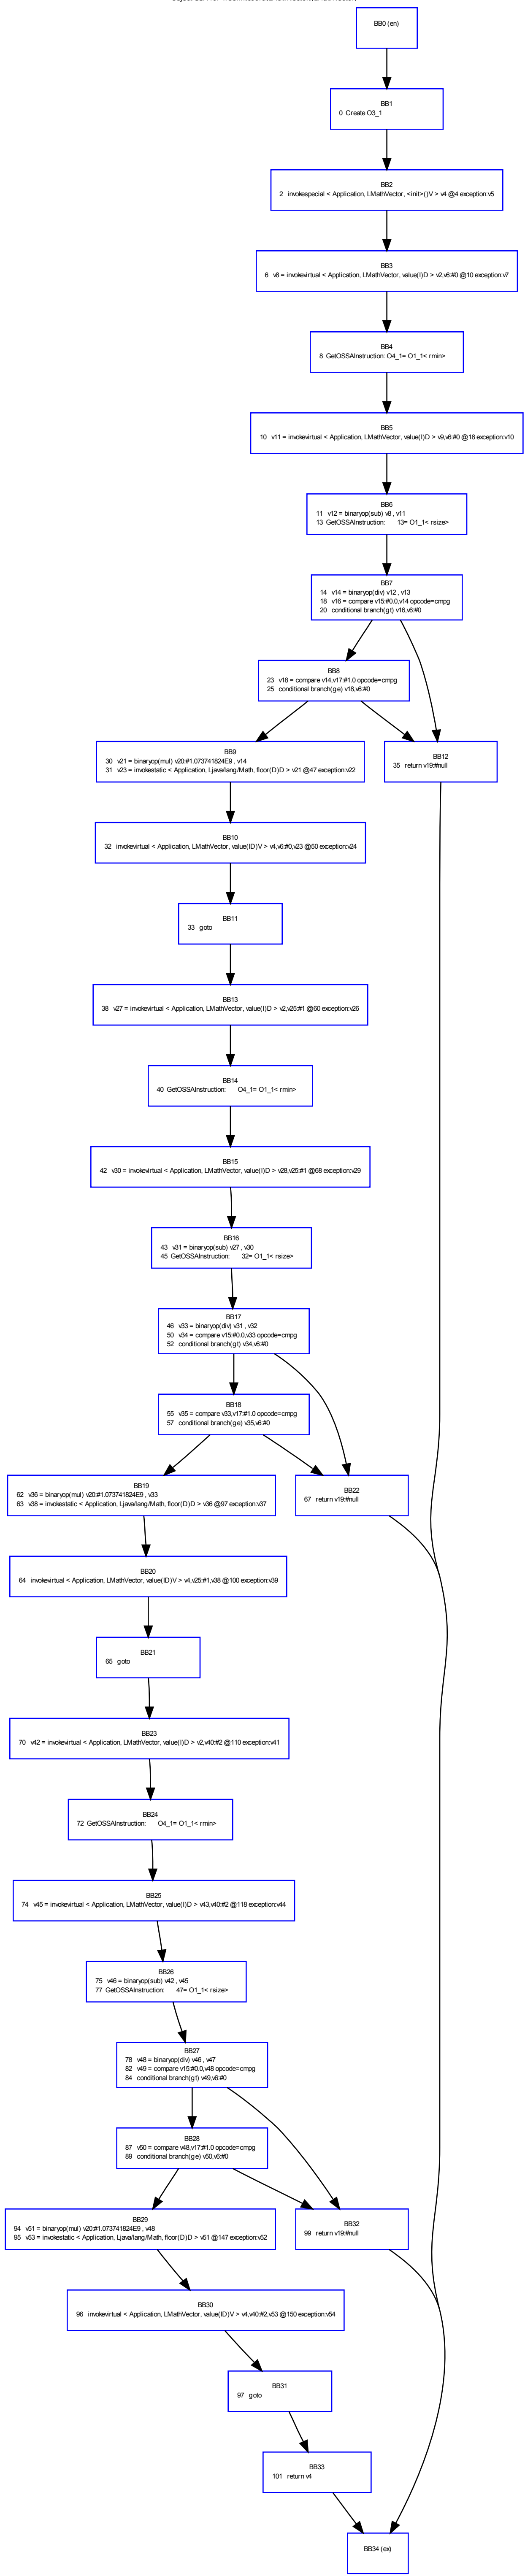 BB0 (en)
BB1
0 Create O3_1
BB2
2 invokespecial < Application, LMathVector, <init>()V > v4 @4 exception:v5
BB3
6 v8 = invokevirtual < Application, LMathVector, value(I)D > v2,v6:#0 @10 exception:v7
BB4
8 GetOSSAInstruction: O4_1= O1_1< rmin>
BB5
10 v11 = invokevirtual < Application, LMathVector, value(I)D > v9,v6:#0 @18 exception:v10
BB6
11 v12 = binaryop(sub) v8 , v11
13 GetOSSAInstruction: 13= O1_1< rsize>
BB7
14 v14 = binaryop(div) v12 , v13
18 v16 = compare v15:#0.0,v14 opcode=cmpg
20 conditional branch(gt) v16,v6:#0
BB8
23 v18 = compare v14,v17:#1.0 opcode=cmpg
25 conditional branch(ge) v18,v6:#0
BB9
30 v21 = binaryop(mul) v20:#1.073741824E9 , v14
31 v23 = invokestatic < Application, Ljava/lang/Math, floor(D)D > v21 @47 exception:v22
BB12
35 return v19:#null
BB10
32 invokevirtual < Application, LMathVector, value(ID)V > v4,v6:#0,v23 @50 exception:v24
BB11
33 goto
BB13
38 v27 = invokevirtual < Application, LMathVector, value(I)D > v2,v25:#1 @60 exception:v26
BB14
40 GetOSSAInstruction: O4_1= O1_1< rmin>
BB15
42 v30 = invokevirtual < Application, LMathVector, value(I)D > v28,v25:#1 @68 exception:v29
BB16
43 v31 = binaryop(sub) v27 , v30
45 GetOSSAInstruction: 32= O1_1< rsize>
BB17
46 v33 = binaryop(div) v31 , v32
50 v34 = compare v15:#0.0,v33 opcode=cmpg
52 conditional branch(gt) v34,v6:#0
BB18
55 v35 = compare v33,v17:#1.0 opcode=cmpg
57 conditional branch(ge) v35,v6:#0
BB19
62 v36 = binaryop(mul) v20:#1.073741824E9 , v33
63 v38 = invokestatic < Application, Ljava/lang/Math, floor(D)D > v36 @97 exception:v37
BB22
67 return v19:#null
BB20
64 invokevirtual < Application, LMathVector, value(ID)V > v4,v25:#1,v38 @100 exception:v39
BB21
65 goto
BB23
70 v42 = invokevirtual < Application, LMathVector, value(I)D > v2,v40:#2 @110 exception:v41
BB24
72 GetOSSAInstruction: O4_1= O1_1< rmin>
BB25
74 v45 = invokevirtual < Application, LMathVector, value(I)D > v43,v40:#2 @118 exception:v44
BB26
75 v46 = binaryop(sub) v42 , v45
77 GetOSSAInstruction: 47= O1_1< rsize>
BB27
78 v48 = binaryop(div) v46 , v47
82 v49 = compare v15:#0.0,v48 opcode=cmpg
84 conditional branch(gt) v49,v6:#0
BB28
87 v50 = compare v48,v17:#1.0 opcode=cmpg
89 conditional branch(ge) v50,v6:#0
BB29
94 v51 = binaryop(mul) v20:#1.073741824E9 , v48
95 v53 = invokestatic < Application, Ljava/lang/Math, floor(D)D > v51 @147 exception:v52
BB32
99 return v19:#null
BB30
96 invokevirtual < Application, LMathVector, value(ID)V > v4,v40:#2,v53 @150 exception:v54
BB31
97 goto
BB33
101 return v4
BB34 (ex)